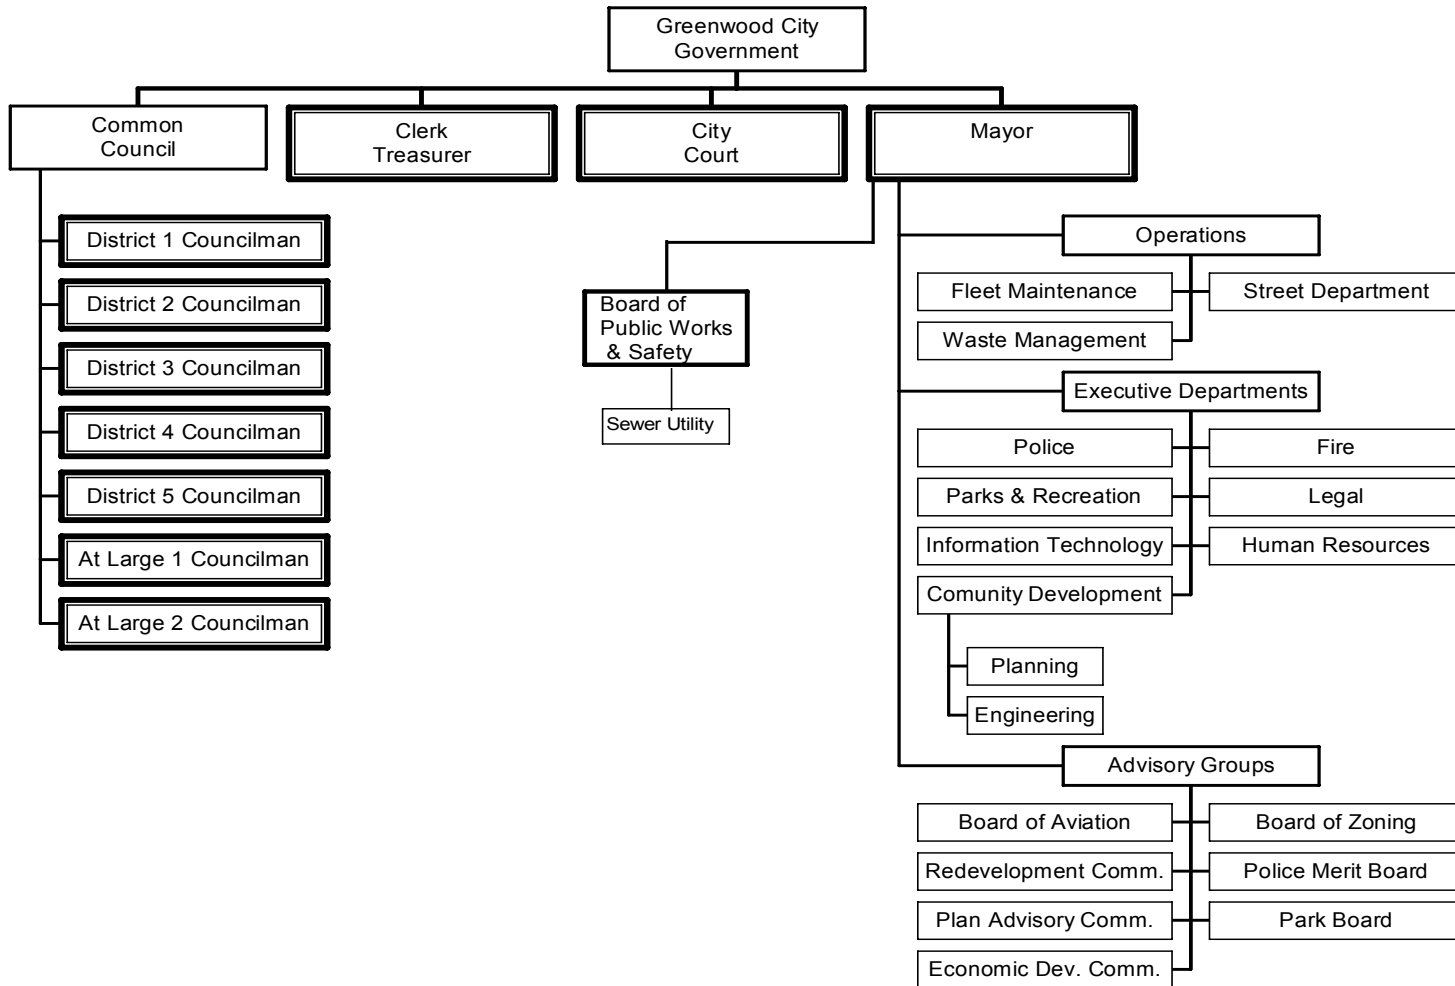 Greenwood City
Government
Common
Council
Clerk
Treasurer
City
Court
Mayor
District 1 Councilman
District 2 Councilman
District 3 Councilman
District 4 Councilman
District 5 Councilman
At Large 1 Councilman
At Large 2 Councilman
Board of
Public Works
& Safety
Sewer Utility
Operations
Fleet Maintenance
Street Department
Waste Management
Executive Departments
Police
Fire
Parks & Recreation
Legal
Information Technology
Human Resources
Comunity Development
Planning
Engineering
Advisory Groups
Board of Aviation
Board of Zoning
Redevelopment Comm.
Police Merit Board
Plan Advisory Comm.
Park Board
Economic Dev. Comm.